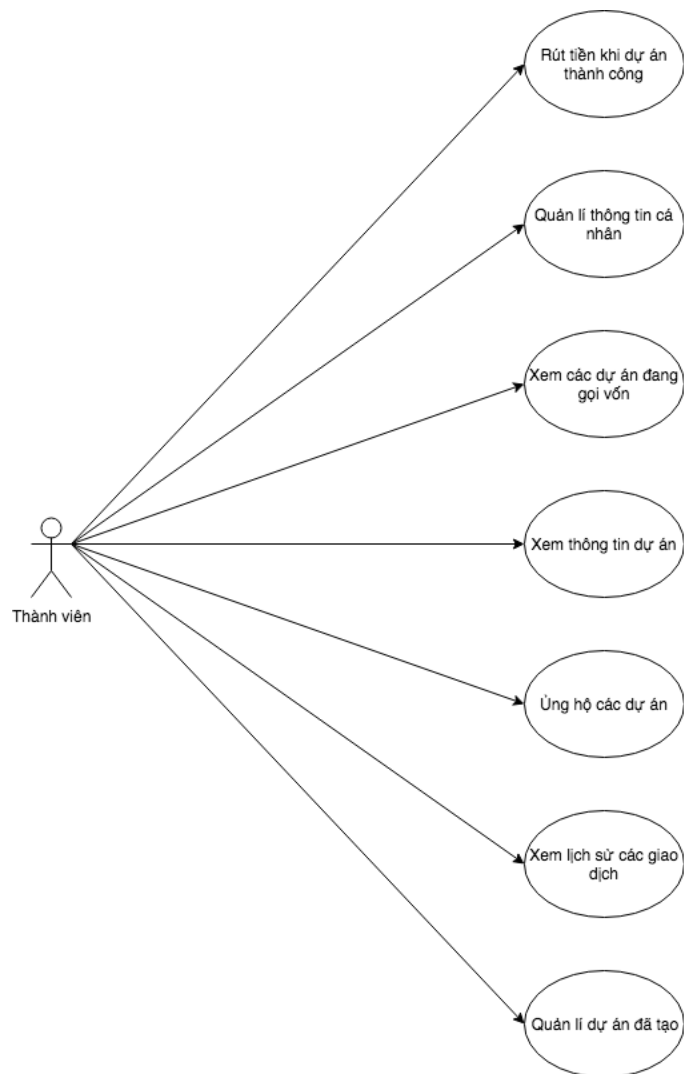 Rút tiền khi dự án
thành công
Quản lí thông tin cá
nhân
Xem các dự án đang
gọi vốn
Xem thông tin dự án
Thành viên
Ủng hộ các dự án
Xem lịch sử các giao
dịch
Quản lí dự án đã tạo